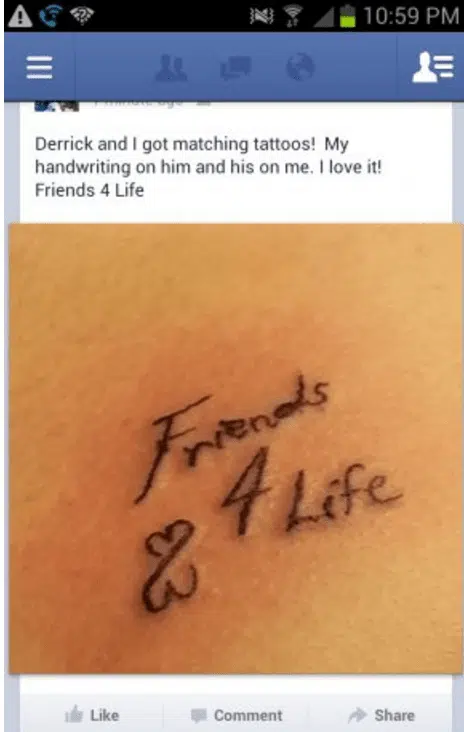 10:59 PM
Derrick and I got matching tattoos! My
handwriting on him and his on me. I love it!
Friends 4 Life
Friends
4 Life
Like
Comment
Share